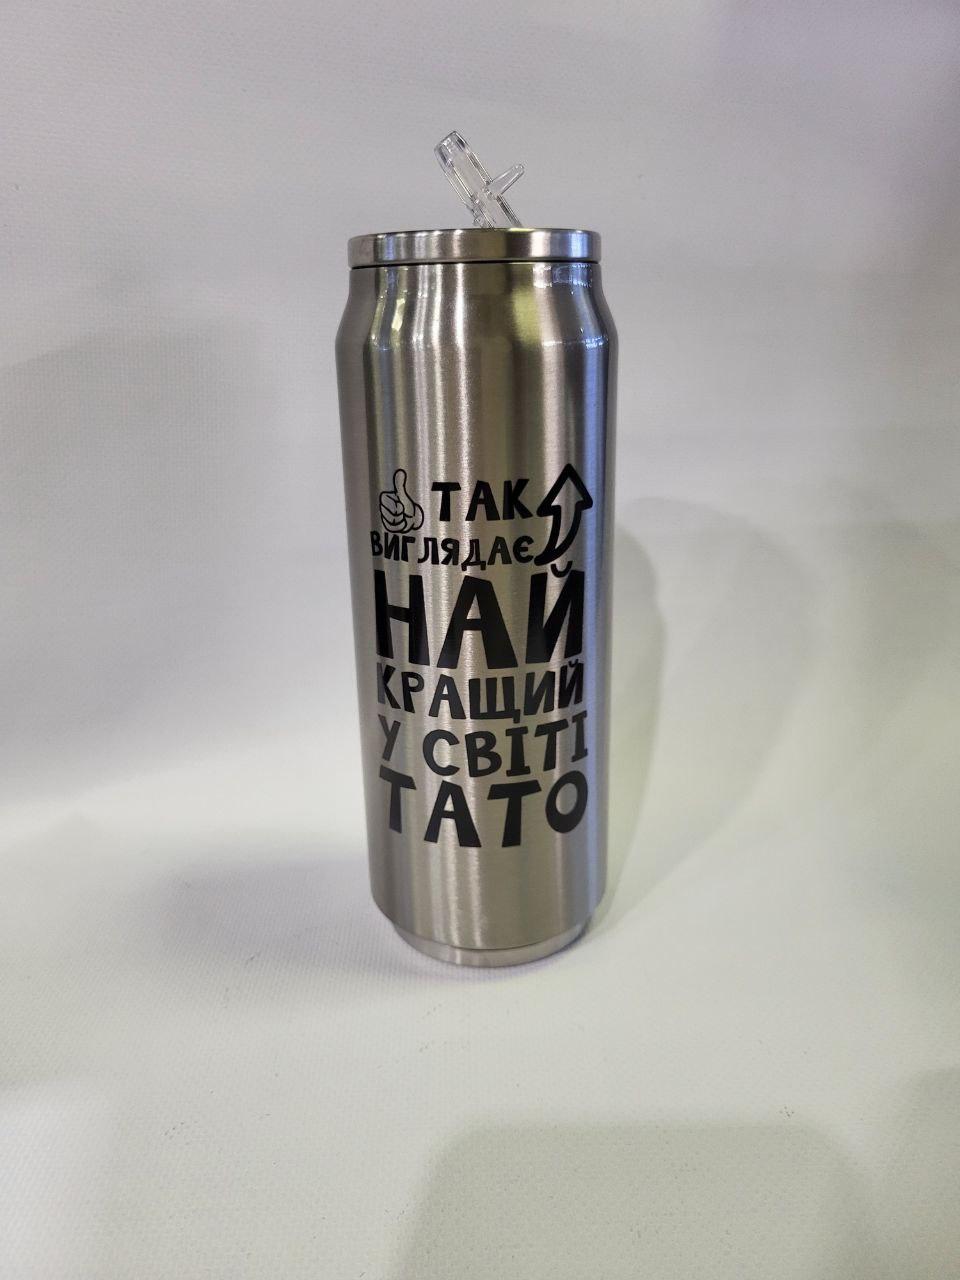 ТАК
ВИГЛЯДАЄ
НАЙ
КРАЩИЙ
У СВІТІ
ТАТО